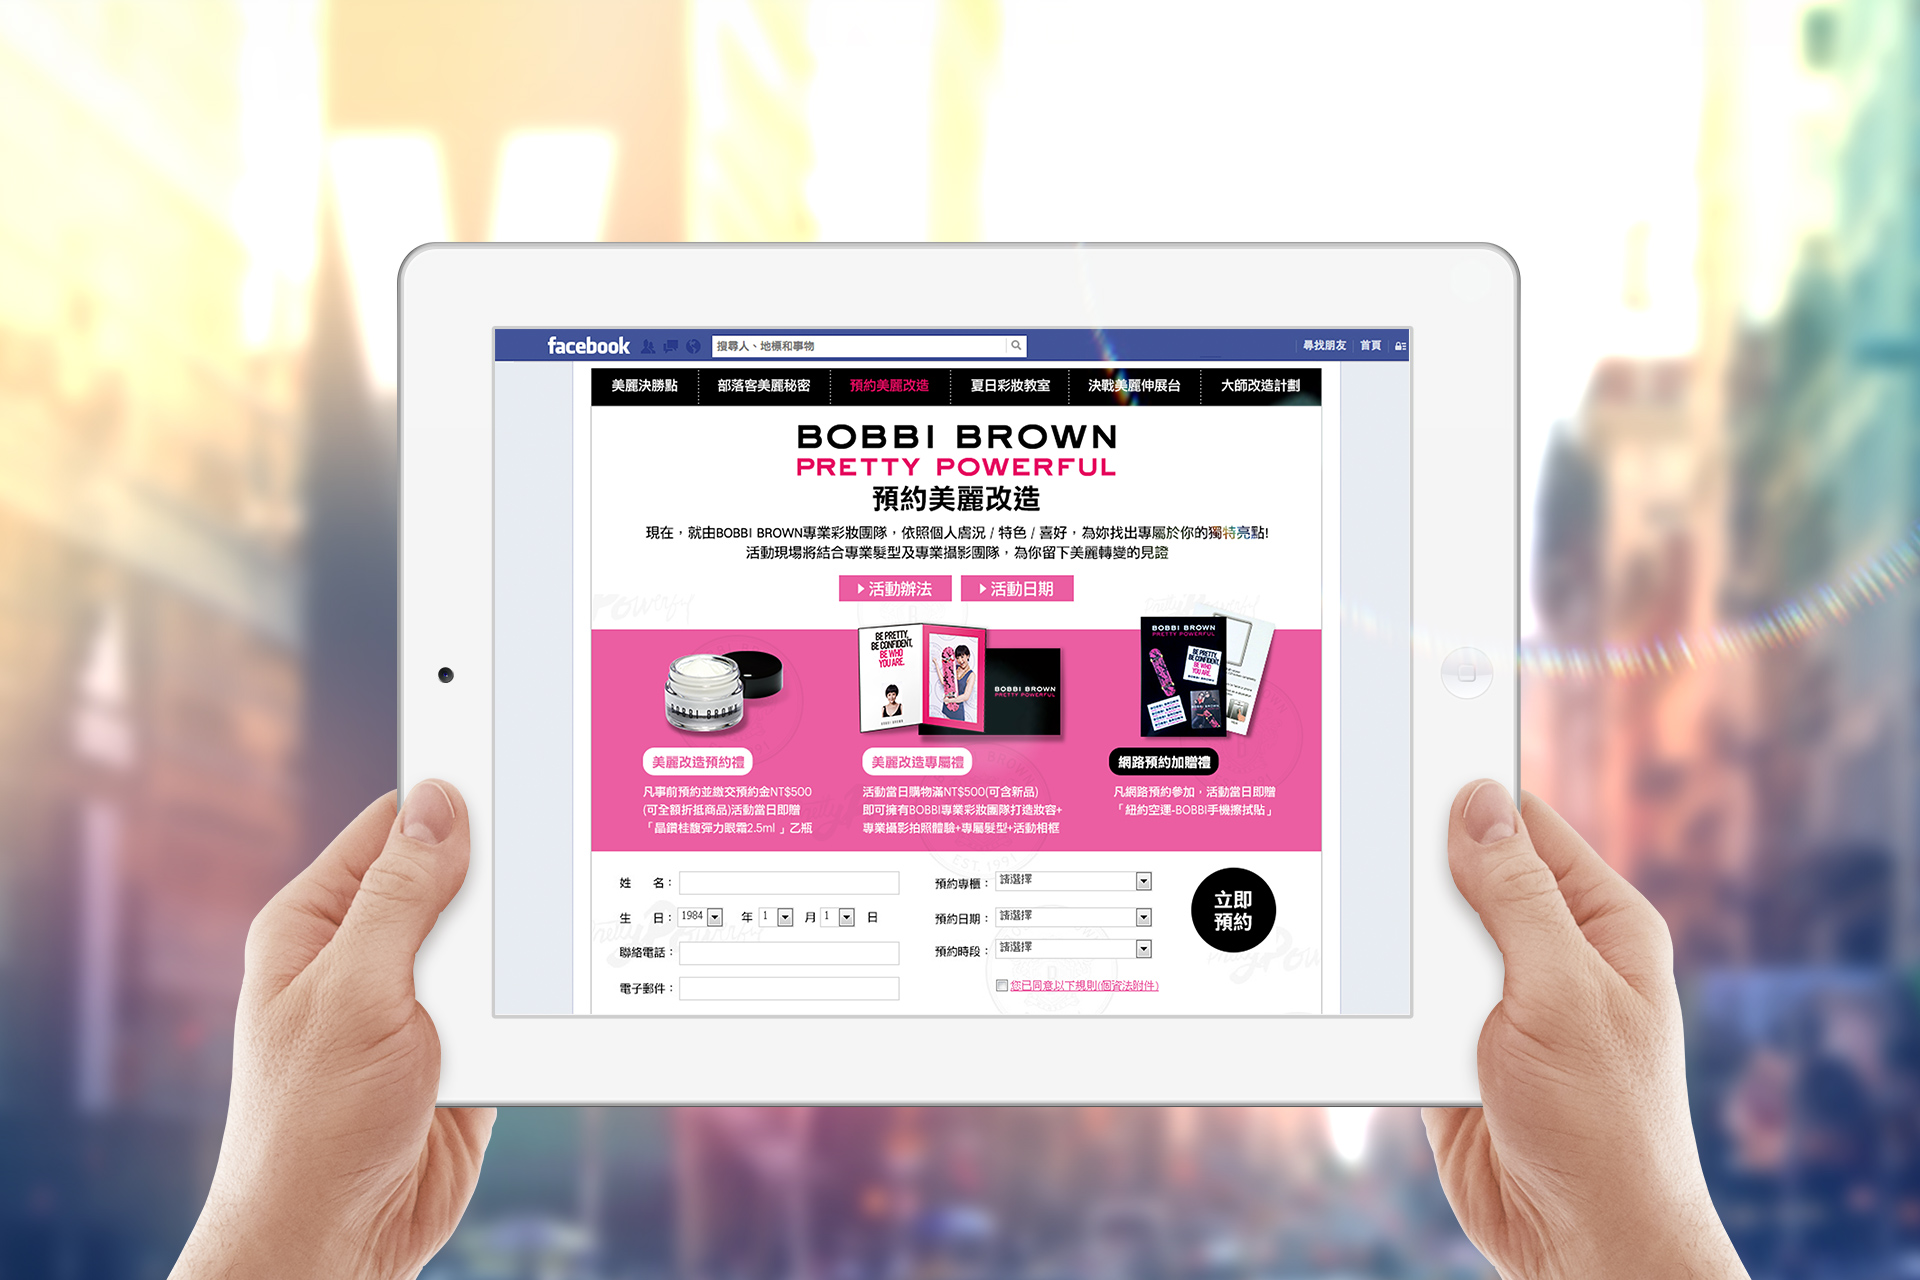 facebook
搜尋人、地標和事物
尋找朋友
首頁
美麗決勝點
部落客美麗秘密
預約美麗改造
夏日彩妝教室
決戰美麗伸展台
大師改造計劃
BOBBI BROWN
PRETTY POWERFUL
預約美麗改造
現在，就由BOBBI BROWN專業彩妝團隊，依照個人膚況 / 特色 / 喜好，為妳找出專屬於你的獨特亮點!
活動現場將結合專業髮型及專業攝影團隊，為你留下美麗轉變的見證
活動辦法
活動日期
BOBBI BROWN
BE PRETTY,
BE CONFIDENT,
BE WHO
YOU ARE.
BOBBI BROWN
PRETTY POWERFUL
BOBBI BROWN
PRETTY POWERFUL
BE PRETTY,
BE CONFIDENT,
BE WHO
YOU ARE.
美麗改造預約禮
凡事前預約並繳交預約金NT$500
(可全額折抵商品)活動當日即贈
「晶鑽桂馥彈力眼霜2.5ml 」乙瓶
美麗改造專屬禮
活動當日購物滿NT$500(可含新品)
即可擁有BOBBI專業彩妝團隊打造妝容+
專業攝影拍照體驗+專屬髮型+活動相框
網路預約加贈禮
凡網路預約參加，活動當日即贈
「紐約空運-BOBBI手機擦拭貼」
EST 1991
姓 名：
生 日：1984 年 1 月 1 日
聯絡電話：
電子郵件：
預約專櫃：請選擇
預約日期：請選擇
預約時段：請選擇
您已同意以下規則(個資法附件)
立即
預約